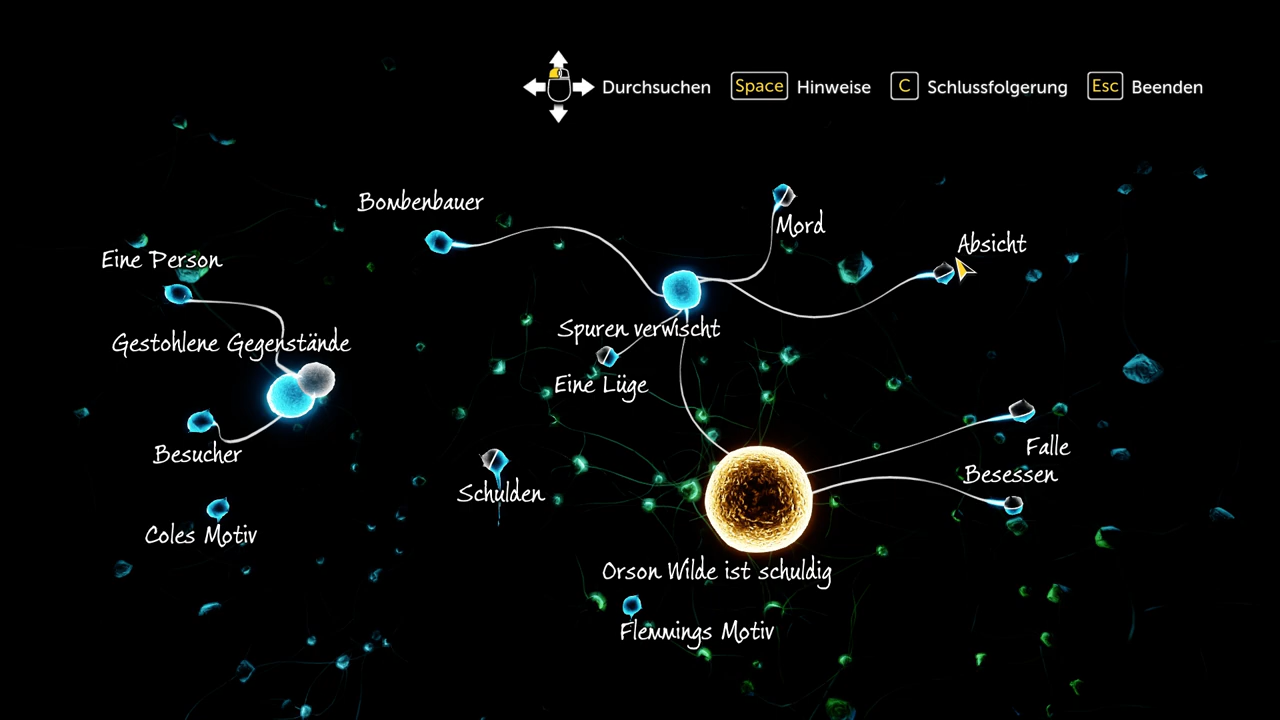 Durchsuchen
Space Hinweise
C Schlussfolgerung
Esc Beenden
Bombenbauer
Mord
Absicht
Eine Person
Gestohlene Gegenstände
Spuren verwischt
Eine Lüge
Besucher
Falle
Besessen
Schulden
Coles Motiv
Orson Wilde ist schuldig
Flemmings Motiv